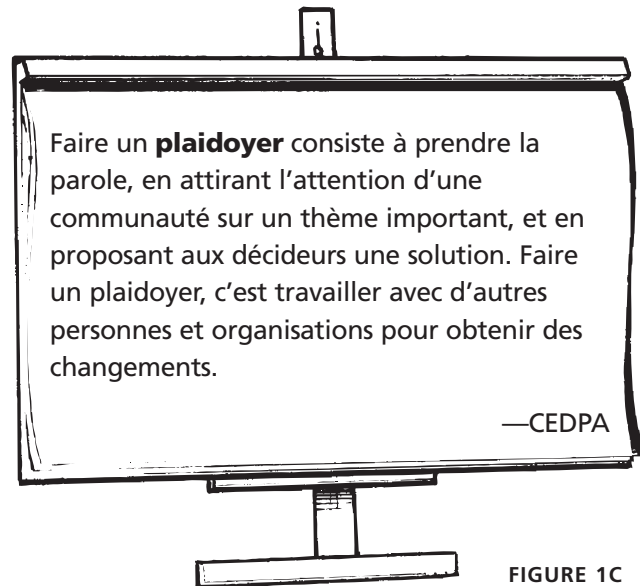 Faire un plaidoyer consiste à prendre la
parole, en attirant l'attention d'une
communauté sur un thème important, et en
proposant aux décideurs une solution. Faire
un plaidoyer, c'est travailler avec d'autres
personnes et organisations pour obtenir des
changements.
—CEDPA
FIGURE 1C